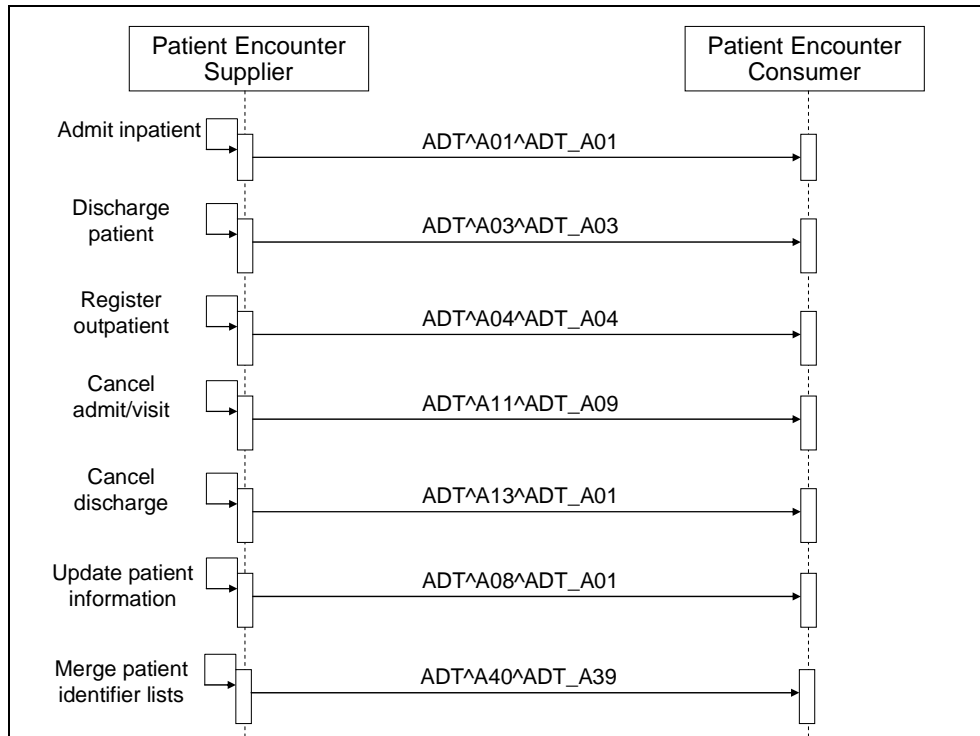 Patient Encounter
Supplier
Patient Encounter
Consumer
Admit inpatient
ADT^A01^ADT_A01
Discharge
patient
ADT^A03^ADT_A03
Register
outpatient
ADT^A04^ADT_A04
Cancel
admit/visit
ADT^A11^ADT_A09
Cancel
discharge
ADT^A13^ADT_A01
Update patient
information
ADT^A08^ADT_A01
Merge patient
identifier lists
ADT^A40^ADT_A39